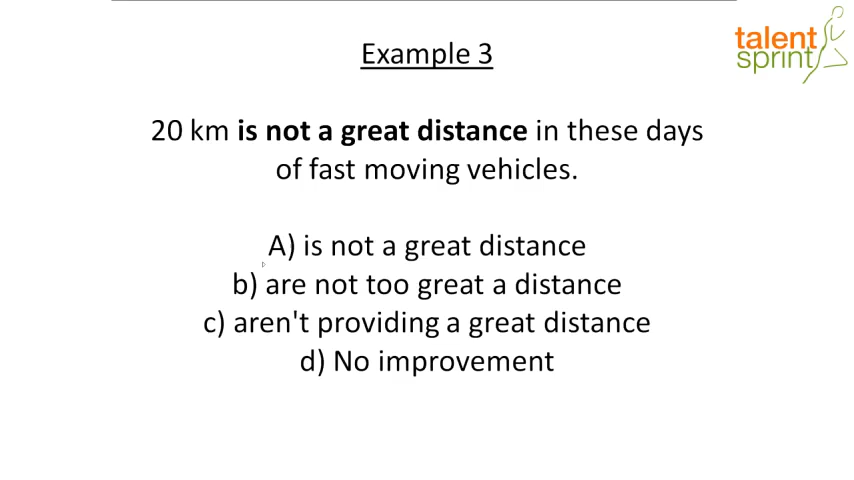 talent
sprint
Example 3
20 km is not a great distance in these days
of fast moving vehicles.
A) is not a great distance
b) are not too great a distance
c) aren't providing a great distance
d) No improvement